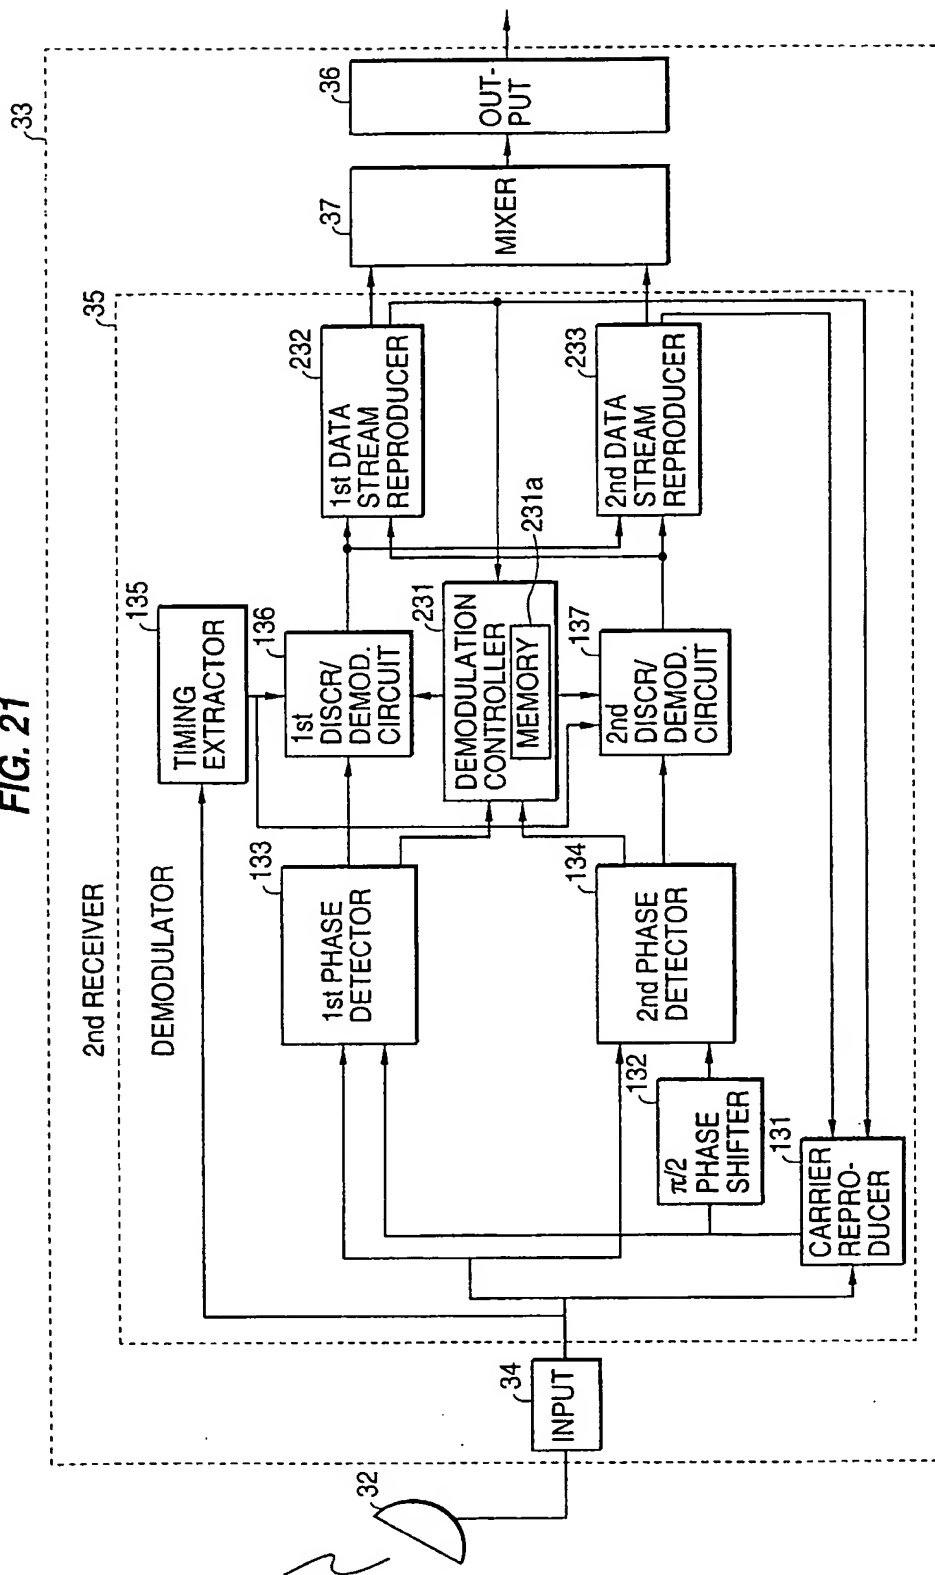 FIG. 21
33
2nd RECEIVER
35
DEMODULATOR
32
34
INPUT
135
TIMING
EXTRACTOR
133
1st PHASE
DETECTOR
136
1st
DISCR/
DEMOD.
CIRCUIT
232
1st DATA
STREAM
REPRODUCER
37
MIXER
36
OUT-
PUT
231
DEMODULATION
CONTROLLER
MEMORY
231a
134
2nd PHASE
DETECTOR
137
2nd
DISCR/
DEMOD.
CIRCUIT
233
2nd DATA
STREAM
REPRODUCER
132
π/2
PHASE
SHIFTER
131
CARRIER
REPRO-
DUCER